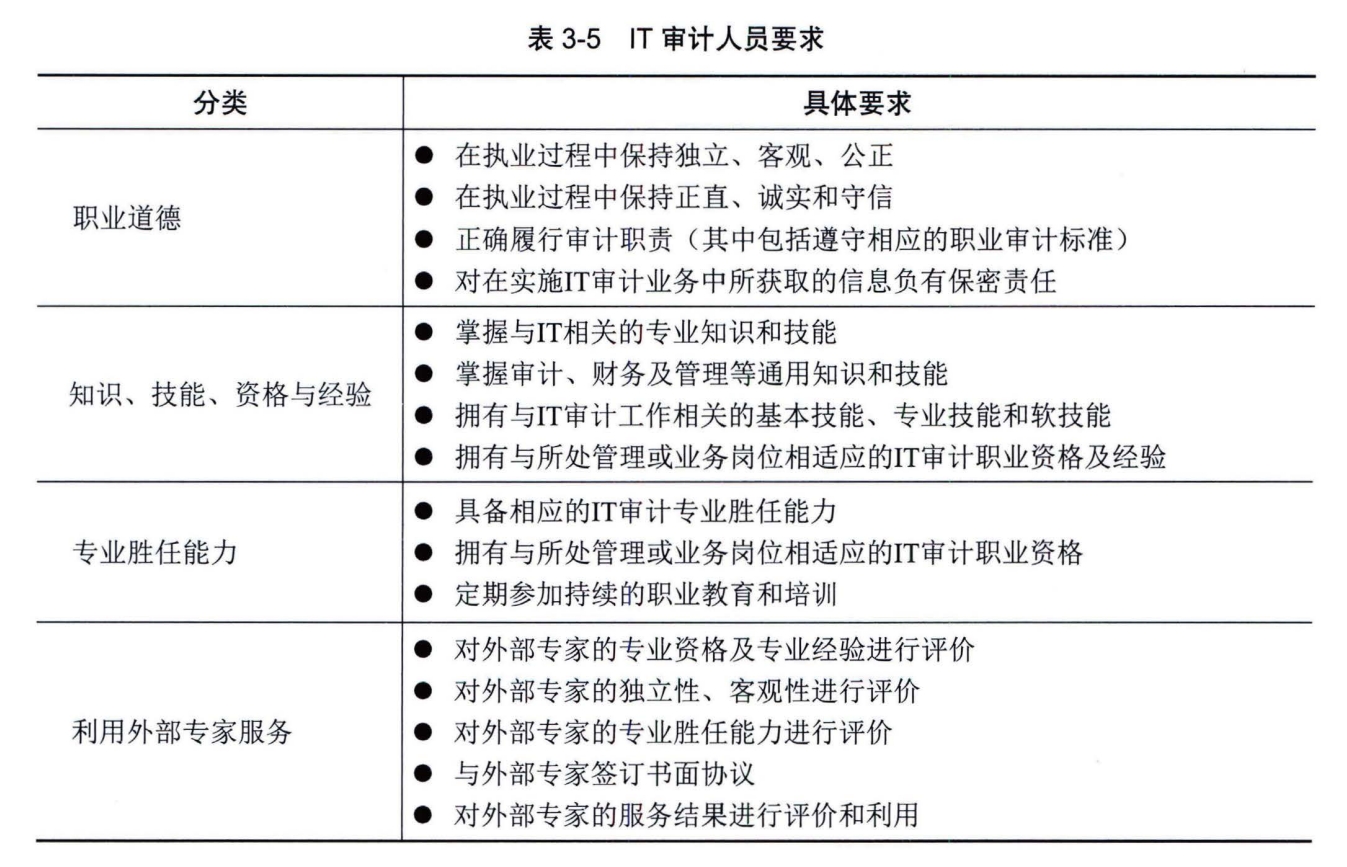 表 3-5 IT 审计人员要求
分类 具体要求
职业道德
● 在执业过程中保持独立、客观、公正
● 在执业过程中保持正直、诚实和守信
● 正确履行审计职责（其中包括遵守相应的职业审计标准）
● 对在实施IT审计业务中所获取的信息负有保密责任
知识、技能、资格与经验
● 掌握与IT相关的专业知识和技能
● 掌握审计、财务及管理等通用知识和技能
● 拥有与IT审计工作相关的基本技能、专业技能和软技能
● 拥有与所处管理或业务岗位相适应的IT审计职业资格及经验
专业胜任能力
● 具备相应的IT审计专业胜任能力
● 拥有与所处管理或业务岗位相适应的IT审计职业资格
● 定期参加持续的职业教育和培训
利用外部专家服务
● 对外部专家的专业资格及专业经验进行评价
● 对外部专家的独立性、客观性进行评价
● 对外部专家的专业胜任能力进行评价
● 与外部专家签订书面协议
● 对外部专家的服务结果进行评价和利用